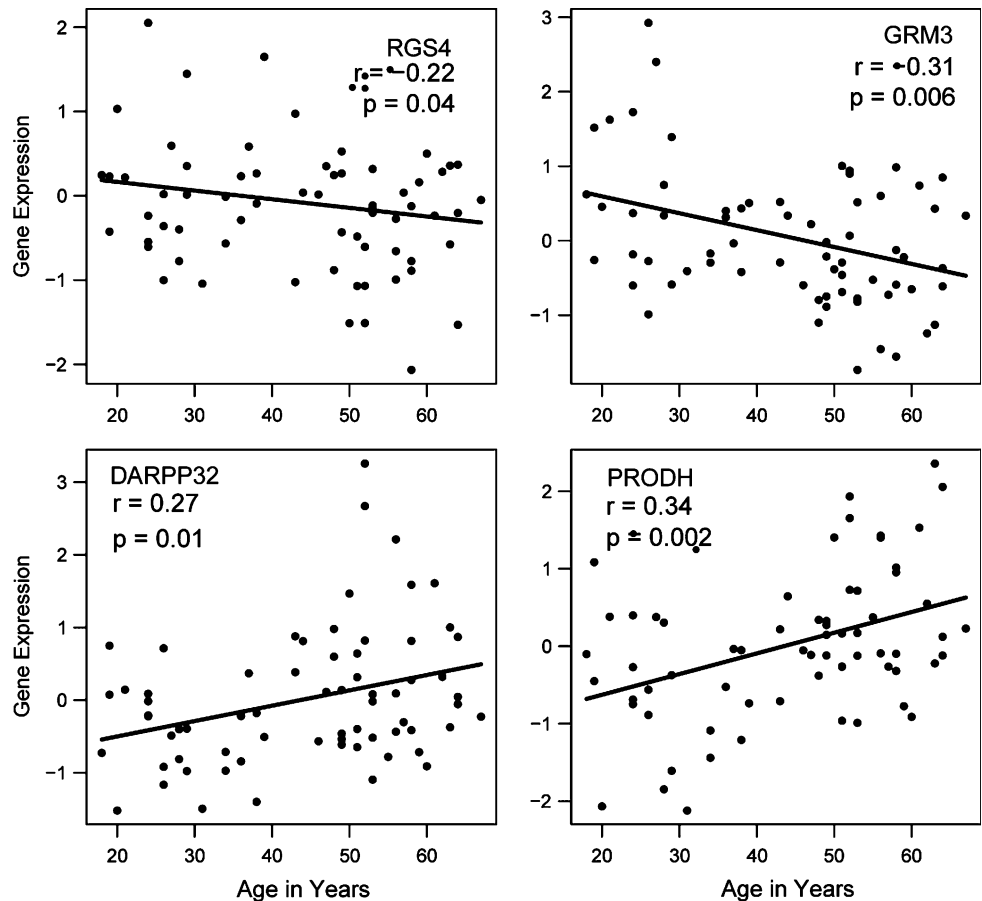 RGS4
r = −0.22
p = 0.04
Gene Expression
2
1
0
−1
−2
20 30 40 50 60
GRM3
r = −0.31
p = 0.006
3
2
1
0
−1
20 30 40 50 60
DARPP32
r = 0.27
p = 0.01
Gene Expression
3
2
1
0
−1
20 30 40 50 60
Age in Years
PRODH
r = 0.34
p = 0.002
2
1
0
−1
−2
20 30 40 50 60
Age in Years